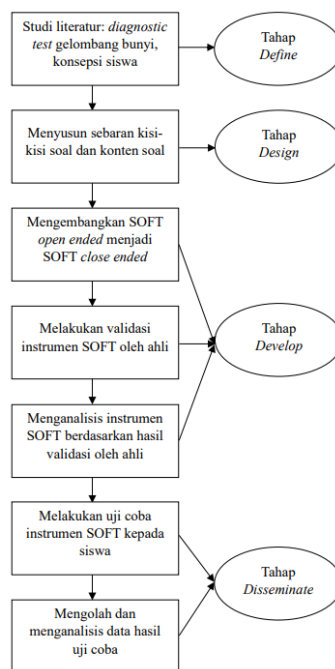 Studi literatur: diagnostic
test gelombang bunyi,
konsepsi siswa
Tahap
Define
Menyusun sebaran kisi-
kisi soal dan konten soal
Tahap
Design
Mengembangkan SOFT
open ended menjadi
SOFT close ended
Melakukan validasi
instrumen SOFT oleh ahli
Tahap
Develop
Menganalisis instrumen
SOFT berdasarkan hasil
validasi oleh ahli
Melakukan uji coba
instrumen SOFT kepada
siswa
Tahap
Disseminate
Mengolah dan
menganalisis data hasil
uji coba